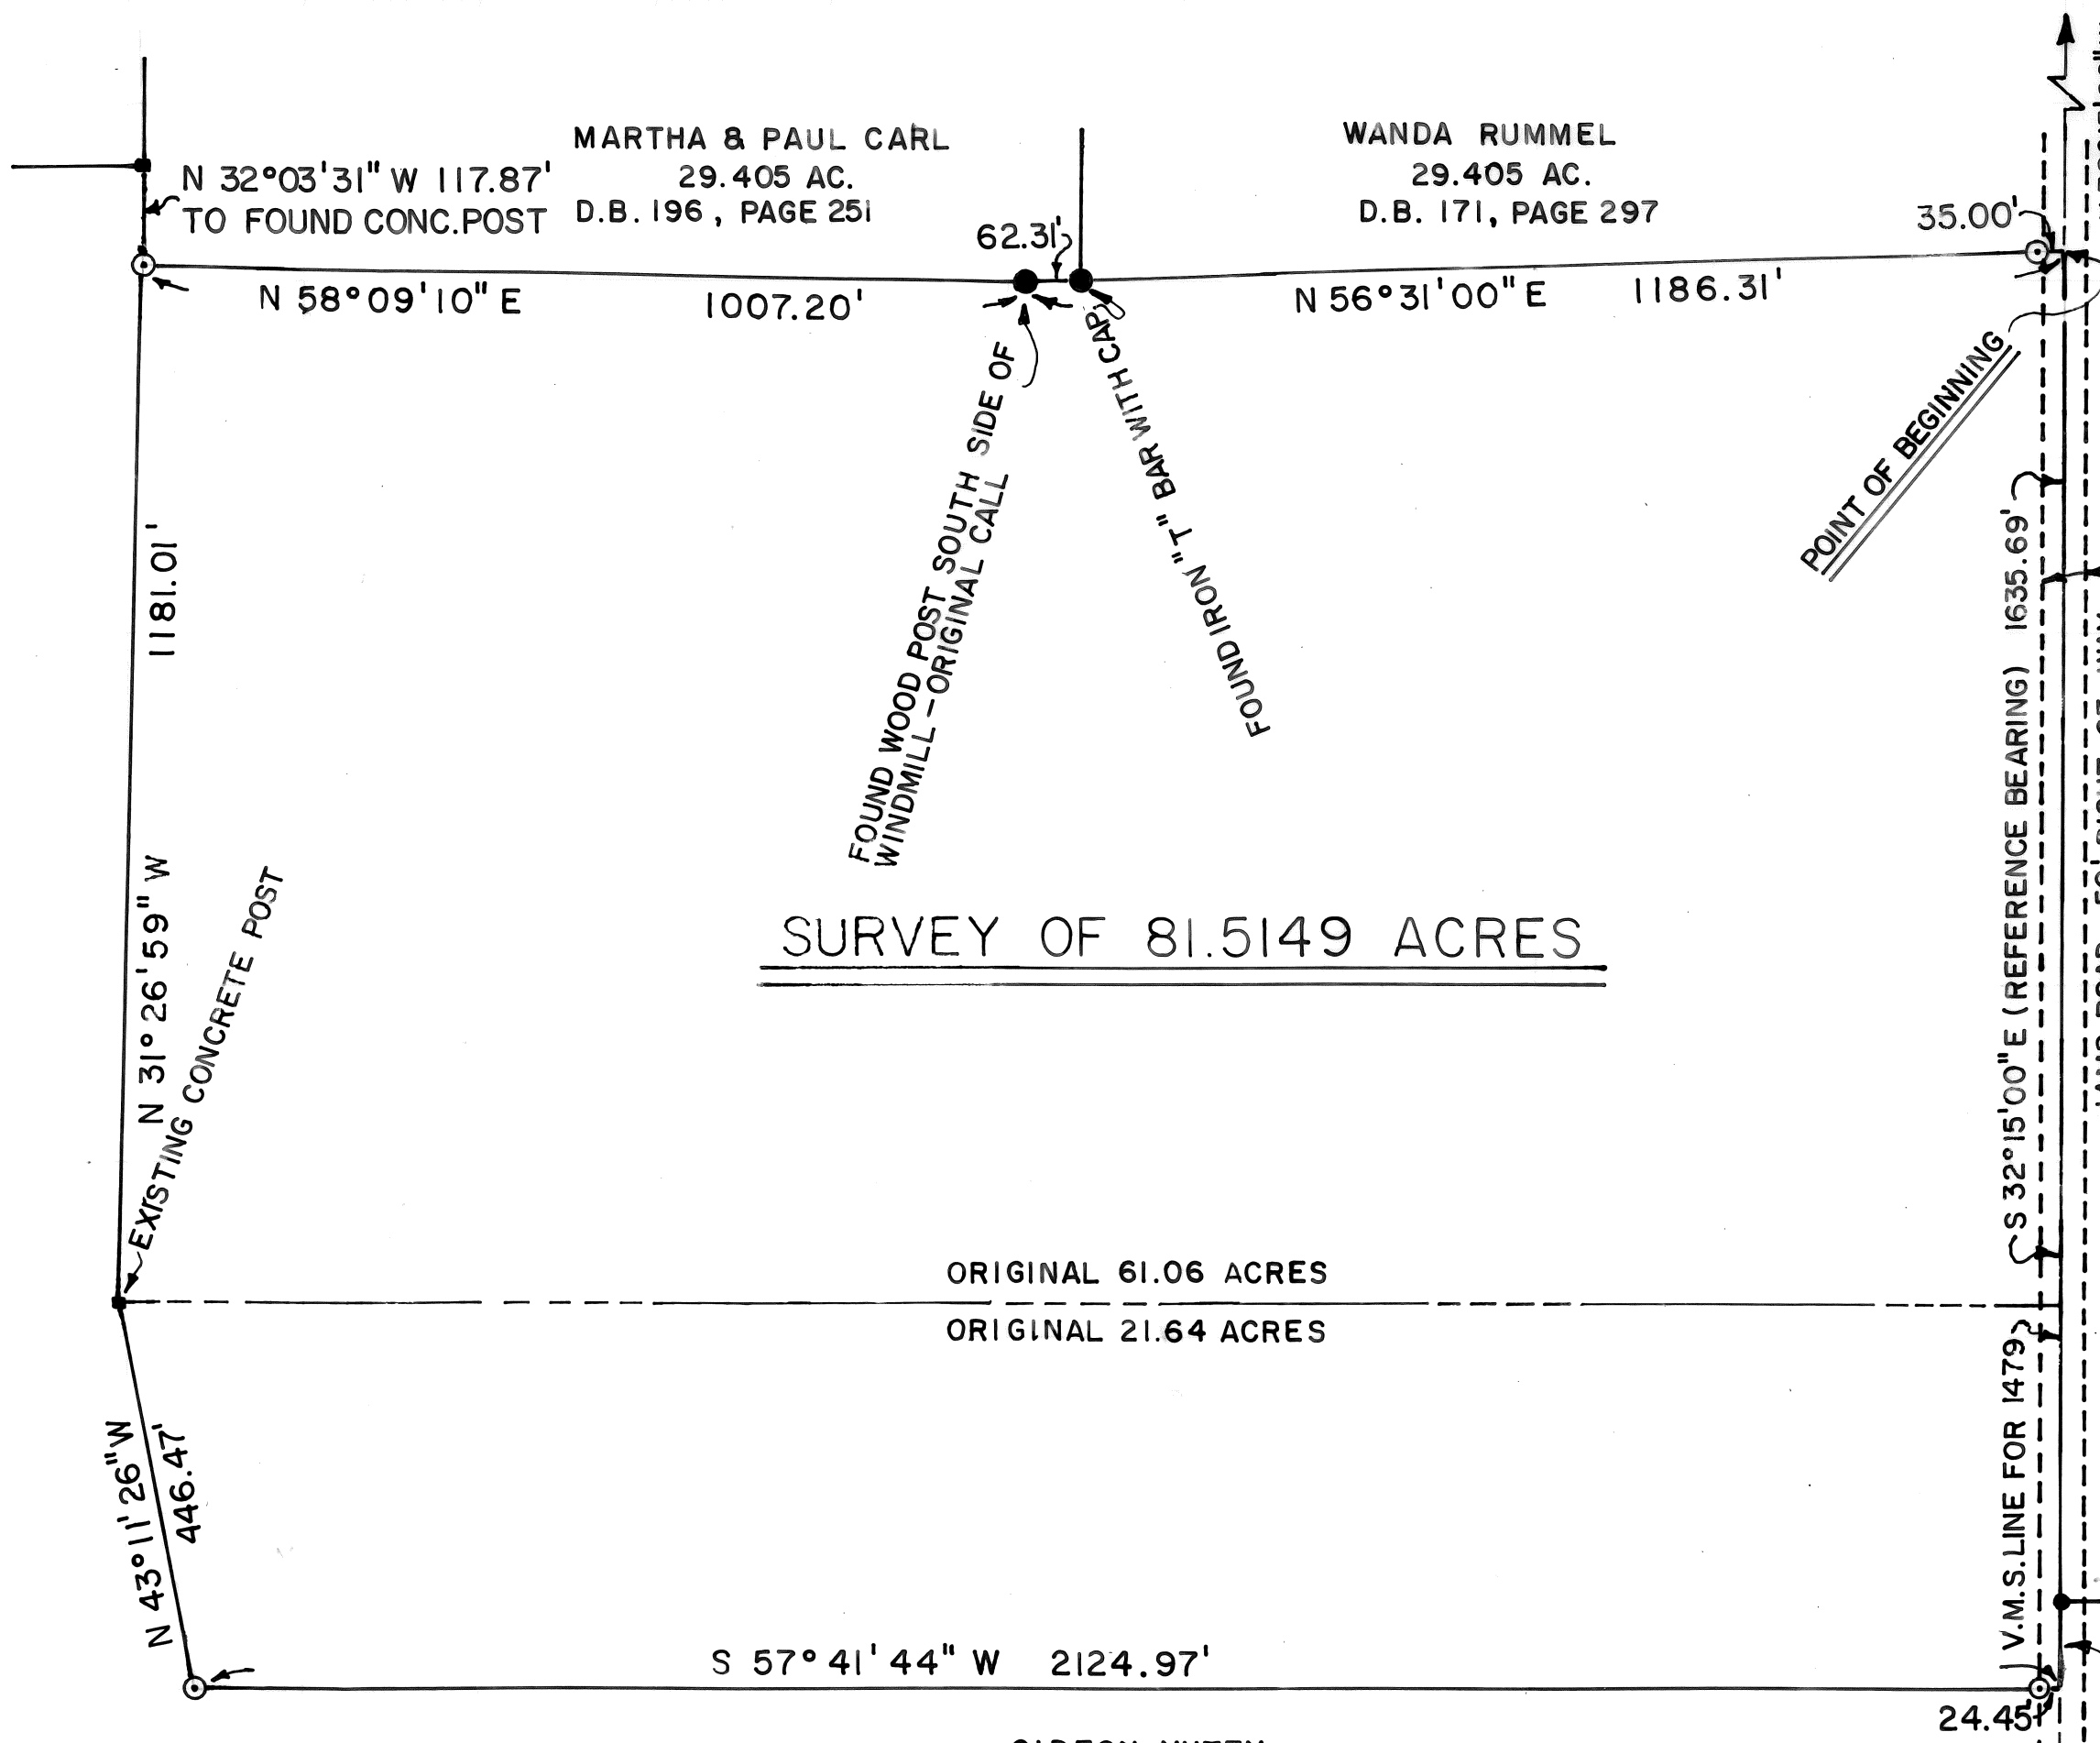 MARTHA & PAUL CARL
29.405 AC.
D.B. 196, PAGE 251
WANDA RUMMEL
29.405 AC.
D.B. 171, PAGE 297
N 32°03'31" W 117.87'
TO FOUND CONC. POST
62.31'
35.00'
N 58°09'10" E 1007.20'
N 56°31'00" E 1186.31'
POINT OF BEGINNING
FOUND WOOD POST SOUTH SIDE OF
WINDMILL - ORIGINAL CALL
FOUND IRON "T" BAR WITH CAP
N 31°26'59" W 1181.01'
EXISTING CONCRETE POST
S 32°15'00" E (REFERENCE BEARING) 1635.69'
SURVEY OF 81.5149 ACRES
ORIGINAL 61.06 ACRES
ORIGINAL 21.64 ACRES
V.M.S. LINE FOR 1479
N 43°11'26" W
446.47'
S 57°41'44" W 2124.97'
24.45'